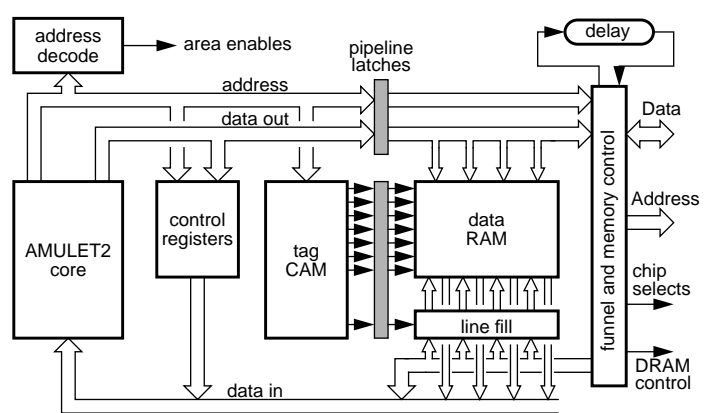 address
decode
area enables
pipeline
latches
delay
address
data out
Data
Address
AMULET2
core
control
registers
tag
CAM
data
RAM
funnel and memory control
chip
selects
line fill
DRAM
control
data in